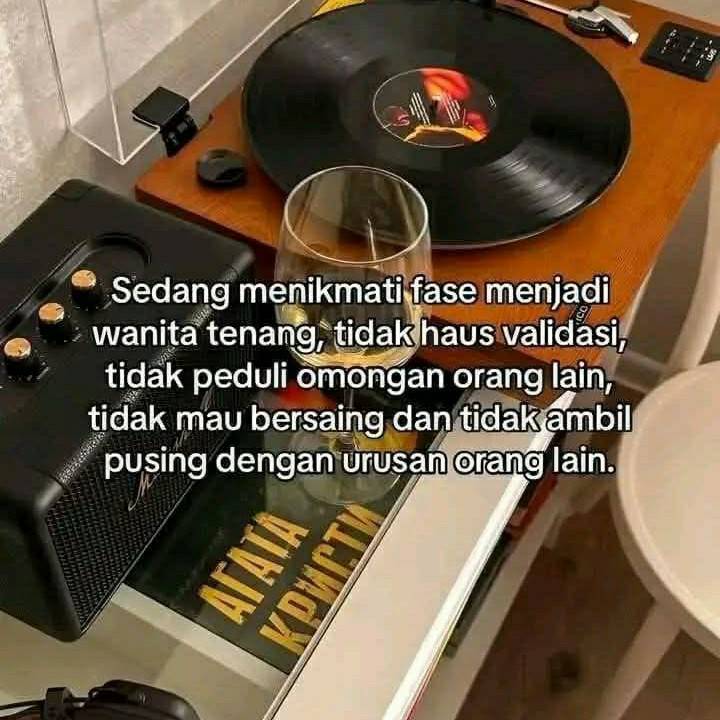 Sedang menikmati fase menjadi
wanita tenang, tidak haus validasi,
tidak peduli omongan orang lain,
tidak mau bersaing dan tidak ambil
pusing dengan urusan orang lain.
АГАТА
КРИСТИ